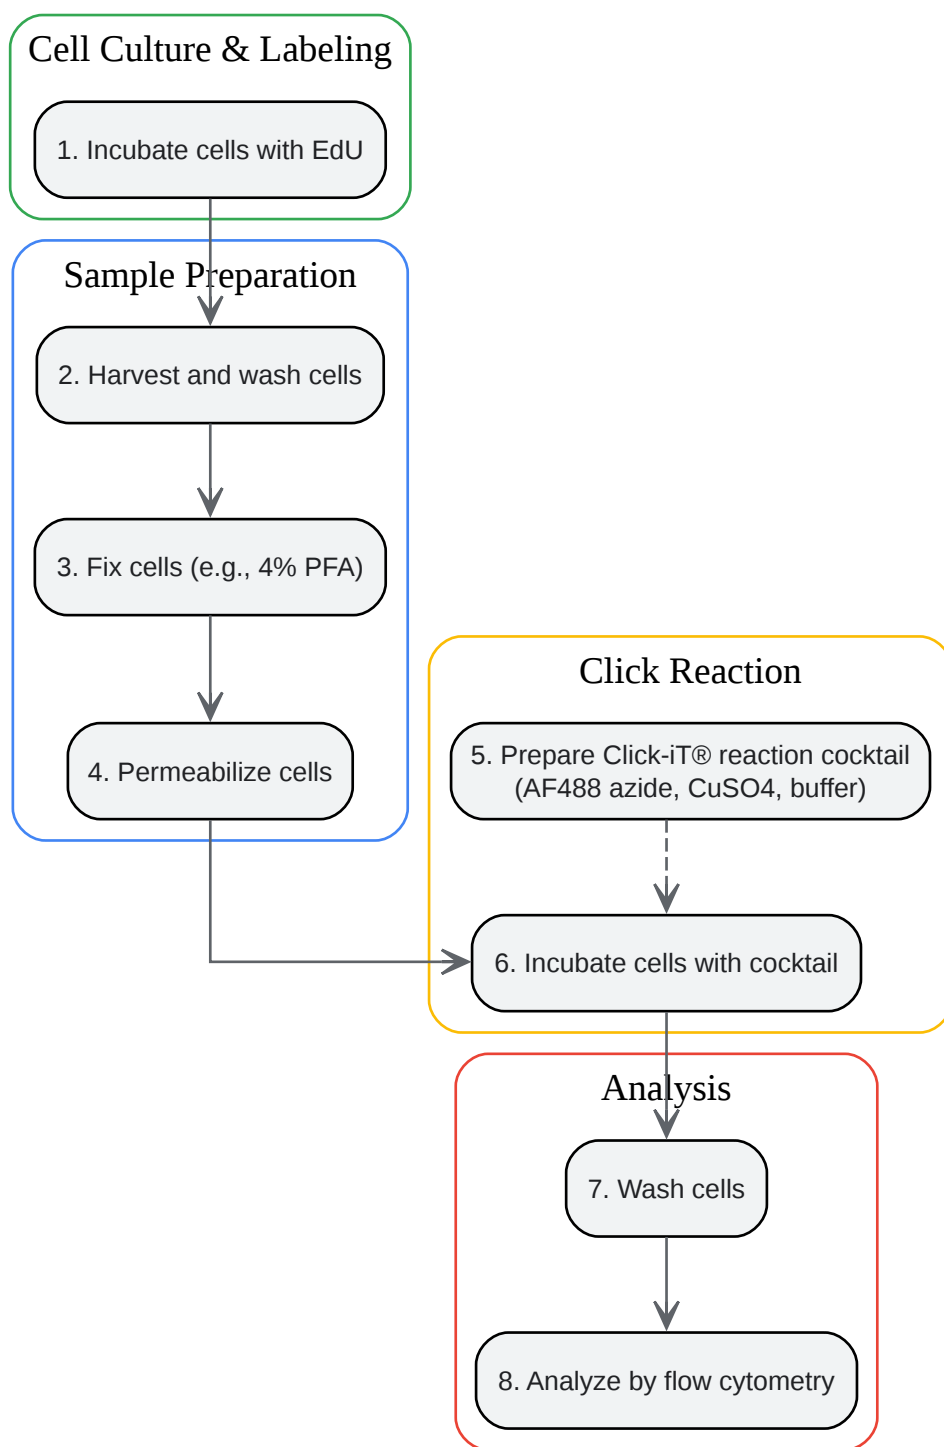 Cell Culture & Labeling
1. Incubate cells with EdU
Sample Preparation
2. Harvest and wash cells
3. Fix cells (e.g., 4% PFA)
4. Permeabilize cells
Click Reaction
5. Prepare Click-iT® reaction cocktail
(AF488 azide, CuSO4, buffer)
6. Incubate cells with cocktail
Analysis
7. Wash cells
8. Analyze by flow cytometry